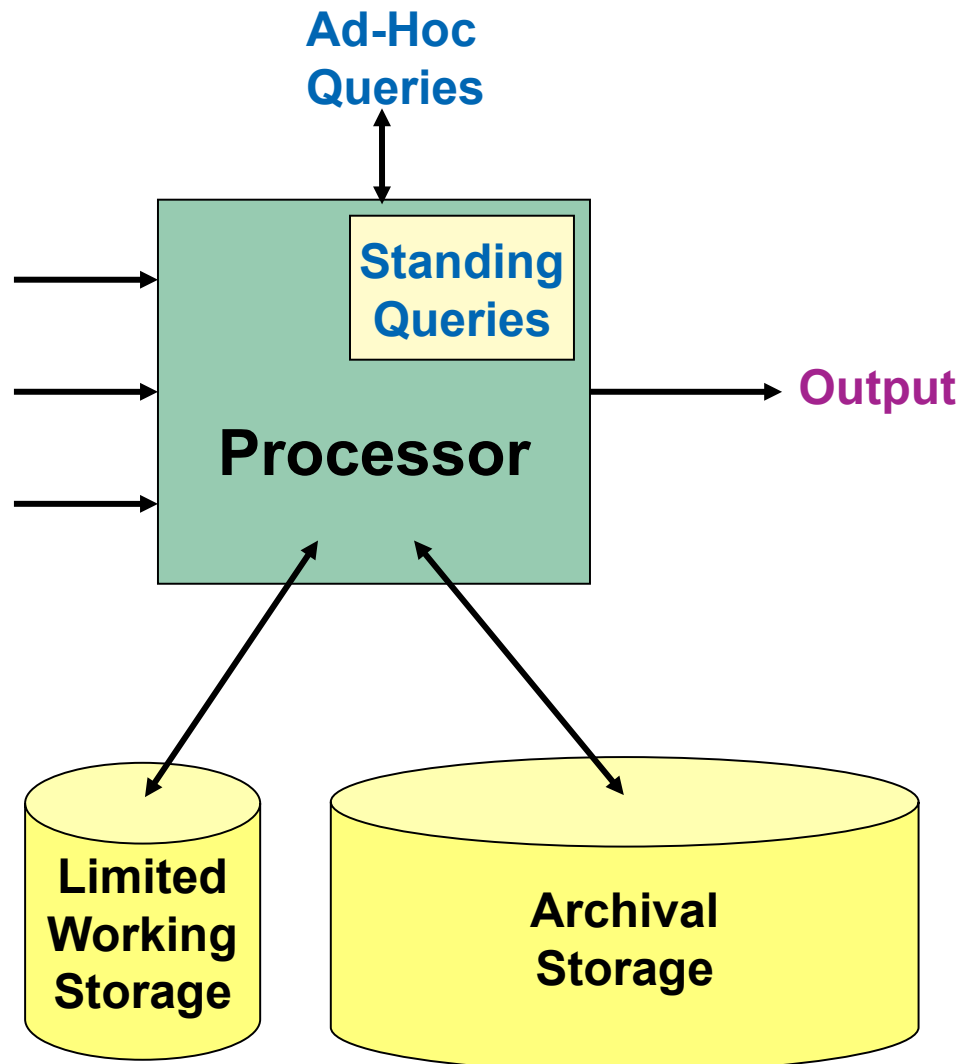 Ad-Hoc
Queries
Standing
Queries
Output
Processor
Limited
Working
Storage
Archival
Storage